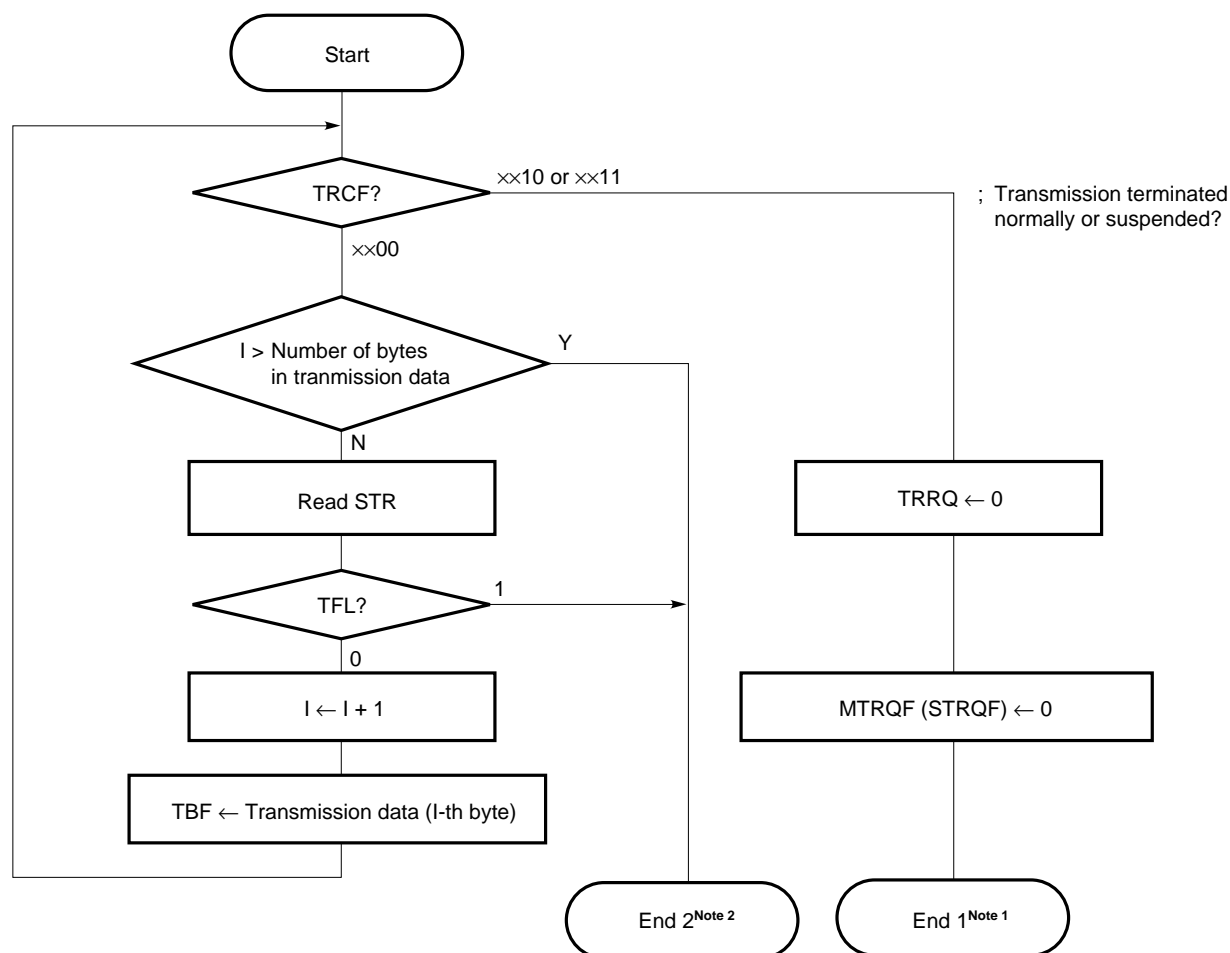 Start
TRCF?
××10 or ××11
; Transmission terminated
normally or suspended?
××00
I > Number of bytes
in tranmission data
Y
N
Read STR
TRRQ ← 0
TFL?
1
0
I ← I + 1
MTRQF (STRQF) ← 0
TBF ← Transmission data (I-th byte)
End 2Note 2
End 1Note 1